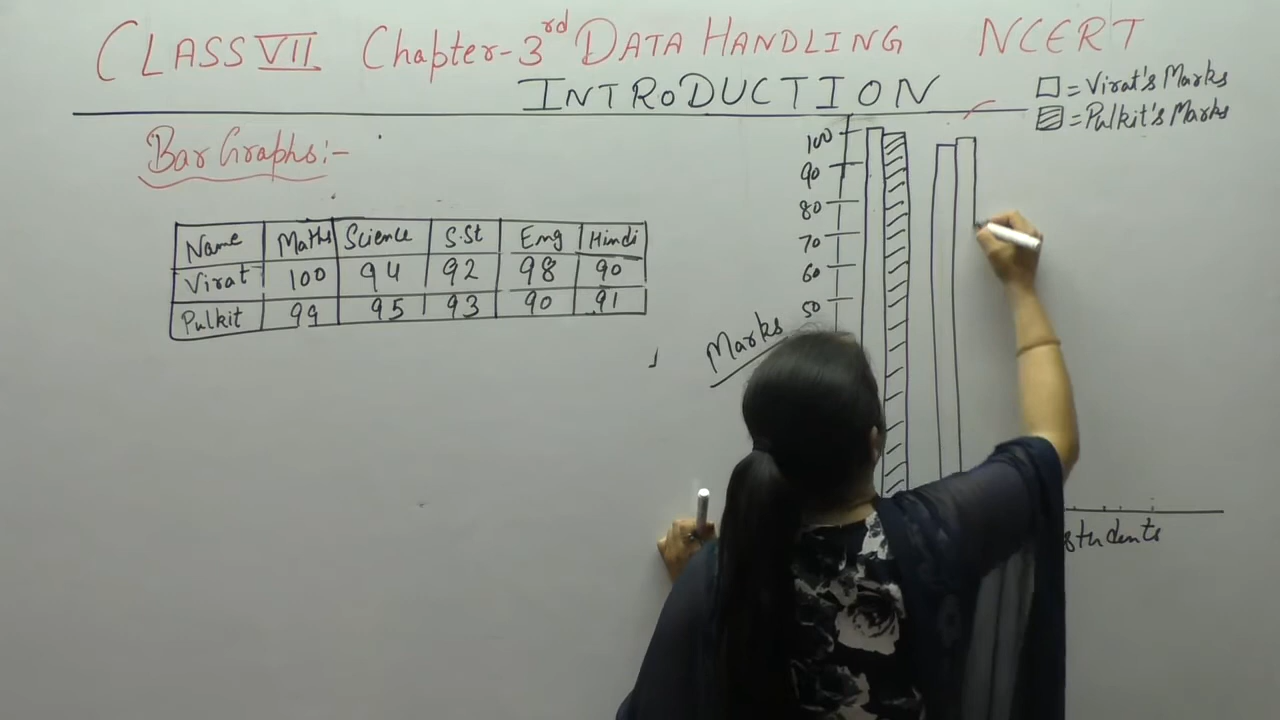 CLASS VII Chapter-3rd DATA HANDLING NCERT
INTRODUCTION
□ = Virat's Marks
▨ = Pulkit's Marks
Bar Graphs:-
Name Maths Science S.St Eng Hindi
Virat 100 94 92 98 90
Pulkit 99 95 93 90 91
100
90
80
70
60
50
Marks
students